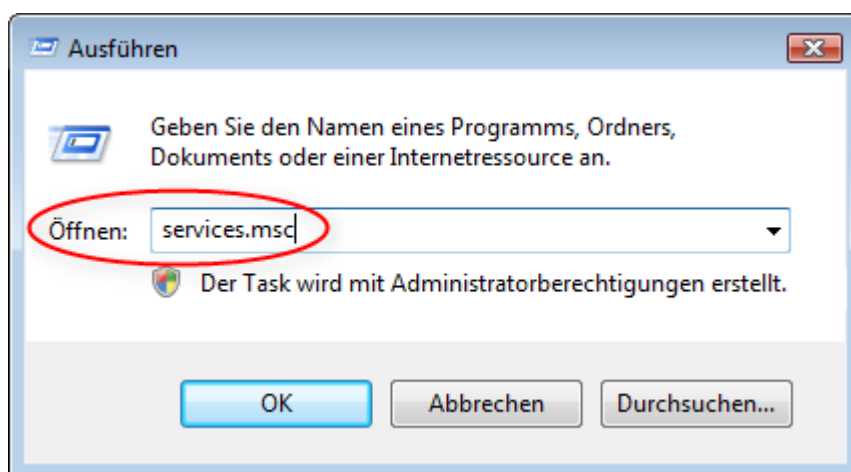 Ausführen
Geben Sie den Namen eines Programms, Ordners,
Dokuments oder einer Internetressource an.
Öffnen: services.msc
Der Task wird mit Administratorberechtigungen erstellt.
OK Abbrechen Durchsuchen...